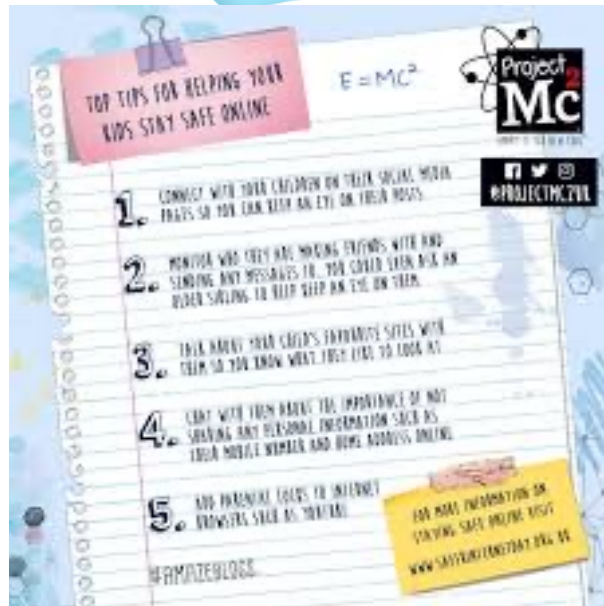 TOP TIPS FOR HELPING YOUR
KIDS STAY SAFE ONLINE
E=MC²
Project
Mc²
@PROJECTMC2UK
1. CONNECT WITH YOUR CHILDREN ON THEIR SOCIAL MEDIA
PAGES SO YOU CAN KEEP AN EYE ON THEIR POSTS
2. MONITOR WHO THEY ARE MAKING FRIENDS WITH AND
SENDING ANY MESSAGES TO. YOU COULD EVEN ASK AN
OLDER SIBLING TO HELP KEEP AN EYE ON THEM
3. TALK ABOUT YOUR CHILD'S FAVOURITE SITES WITH
THEM SO YOU KNOW WHAT THEY LIKE TO LOOK AT
4. CHAT WITH THEM ABOUT THE IMPORTANCE OF NOT
SHARING ANY PERSONAL INFORMATION SUCH AS
THEIR MOBILE NUMBER AND HOME ADDRESS ONLINE
5. ADD PARENTAL LOCKS TO INTERNET
BROWSERS SUCH AS YOUTUBE
#AMAZEBLOGS
FOR MORE INFORMATION ON
STAYING SAFE ONLINE VISIT
WWW.SAFERINTERNETDAY.ORG.UK